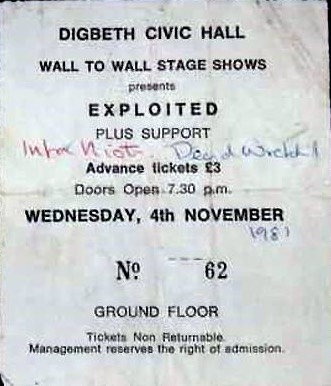 DIGBETH CIVIC HALL
WALL TO WALL STAGE SHOWS
presents
EXPLOITED
PLUS SUPPORT
Infra Riot. Dead Wretched
Advance tickets £3
Doors Open 7.30 p.m.
WEDNESDAY, 4th NOVEMBER
1981
No 62
GROUND FLOOR
Tickets Non Returnable.
Management reserves the right of admission.